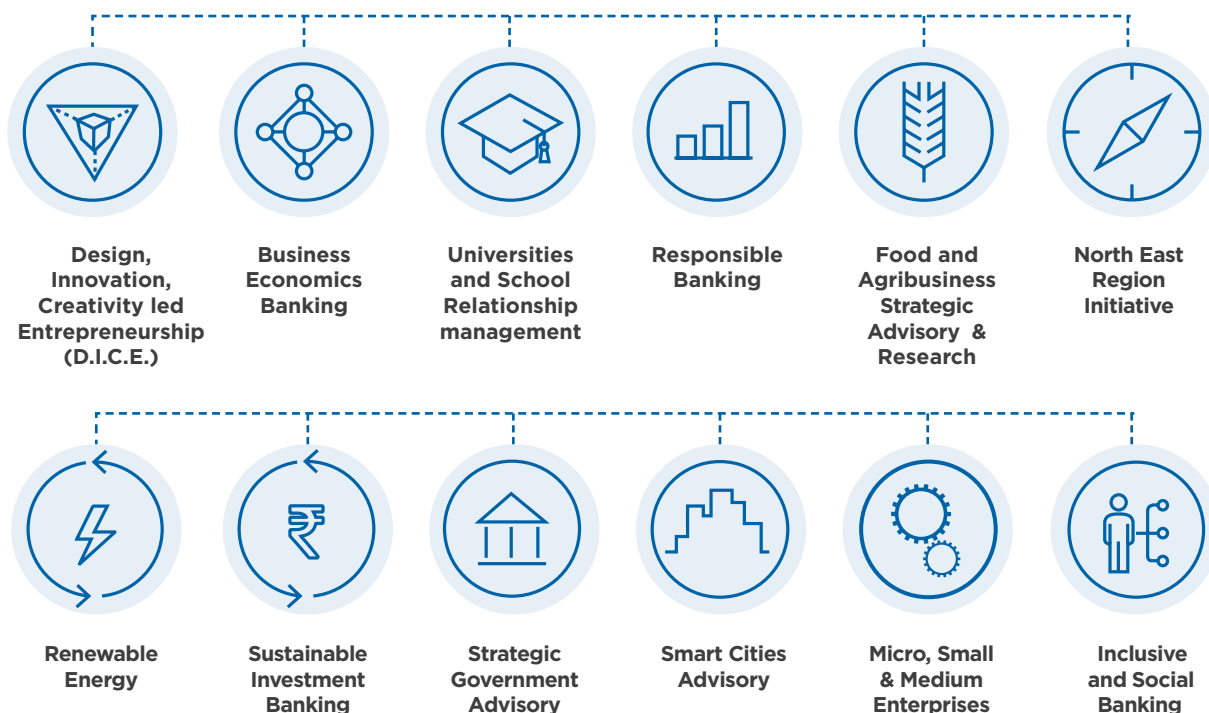 Design,
Innovation,
Creativity led
Entrepreneurship
(D.I.C.E.)
Business
Economics
Banking
Universities
and School
Relationship
management
Responsible
Banking
Food and
Agribusiness
Strategic
Advisory &
Research
North East
Region
Initiative
Renewable
Energy
Sustainable
Investment
Banking
Strategic
Government
Advisory
Smart Cities
Advisory
Micro, Small
& Medium
Enterprises
Inclusive
and Social
Banking